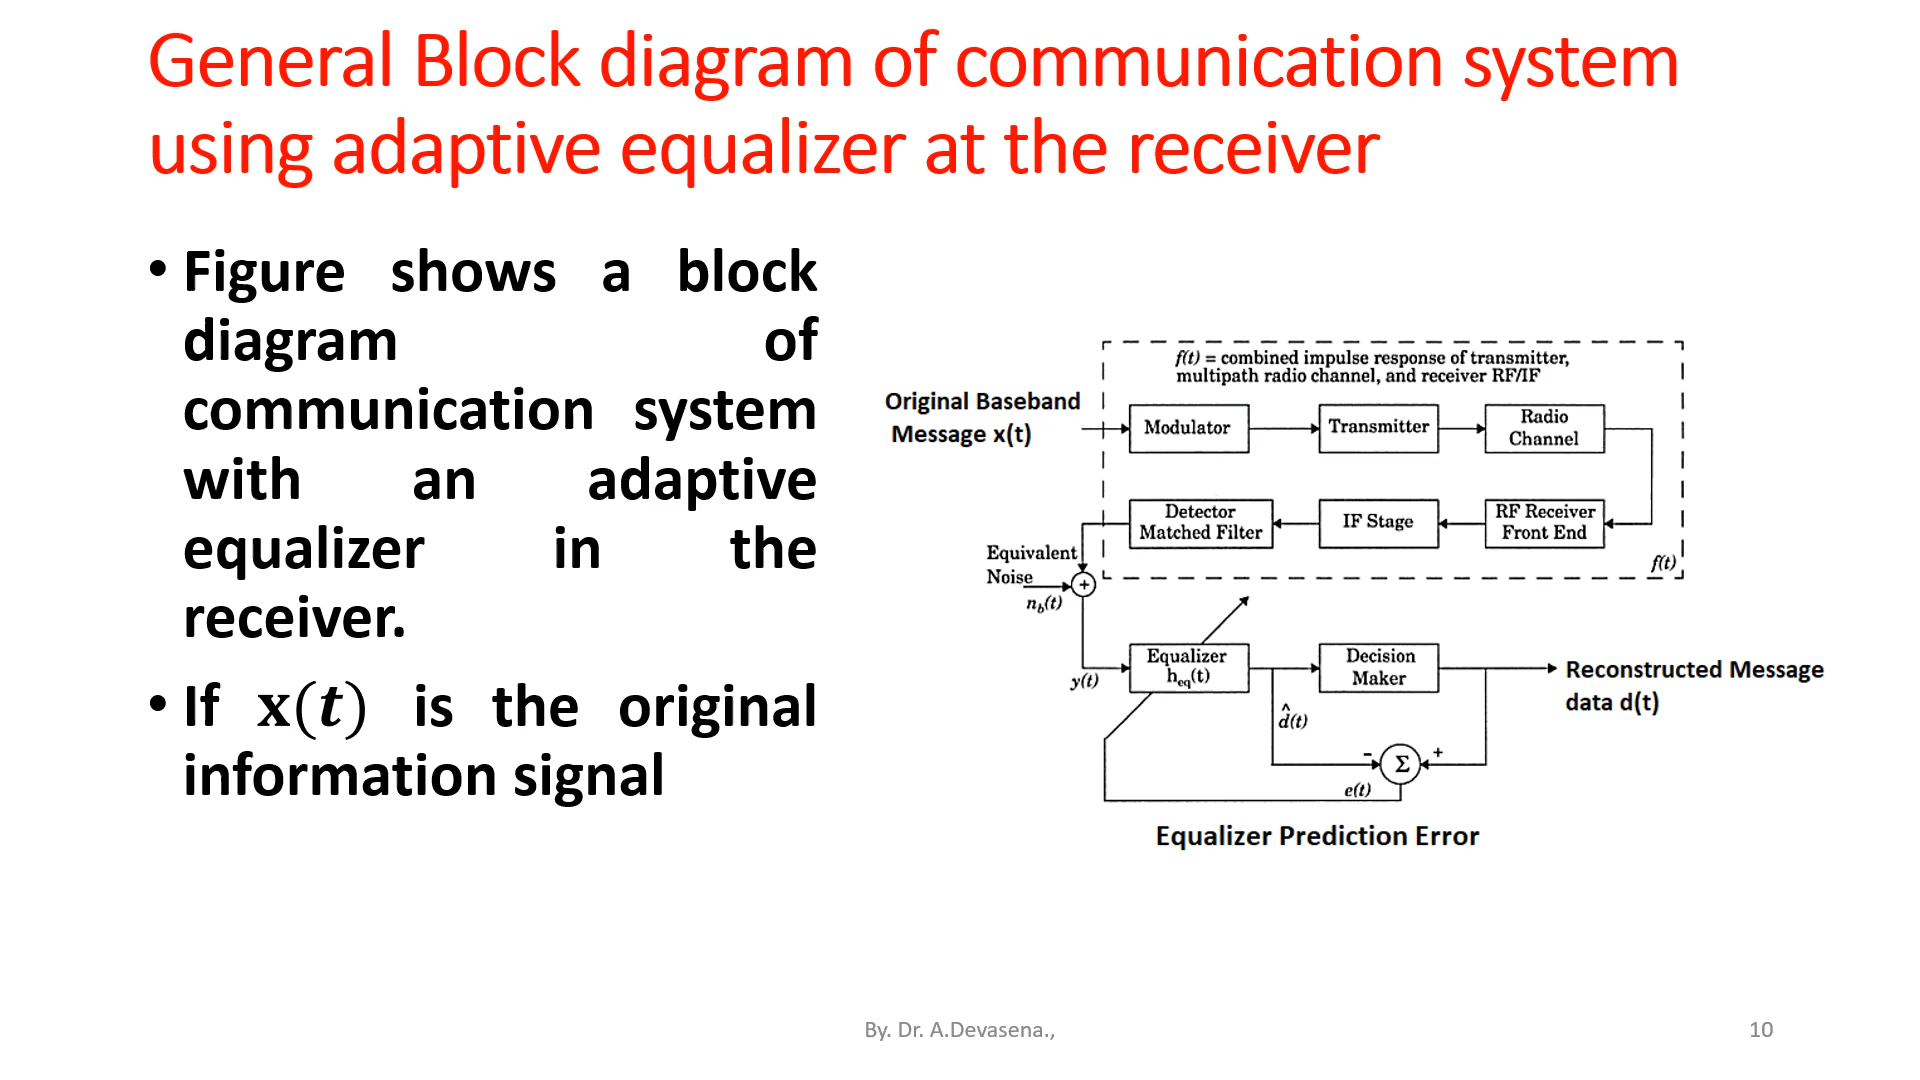 General Block diagram of communication system
using adaptive equalizer at the receiver
• Figure shows a block
diagram of
communication system
with an adaptive
equalizer in the
receiver.
• If x(t) is the original
information signal
f(t) = combined impulse response of transmitter,
multipath radio channel, and receiver RF/IF
Original Baseband
Message x(t)
Modulator
Transmitter
Radio
Channel
Detector
Matched Filter
IF Stage
RF Receiver
Front End
f(t)
Equivalent
Noise
n_b(t)
+
y(t)
Equalizer
h_eq(t)
Decision
Maker
Reconstructed Message
data d(t)
d̂(t)
- Σ +
e(t)
Equalizer Prediction Error
By. Dr. A.Devasena.,
10